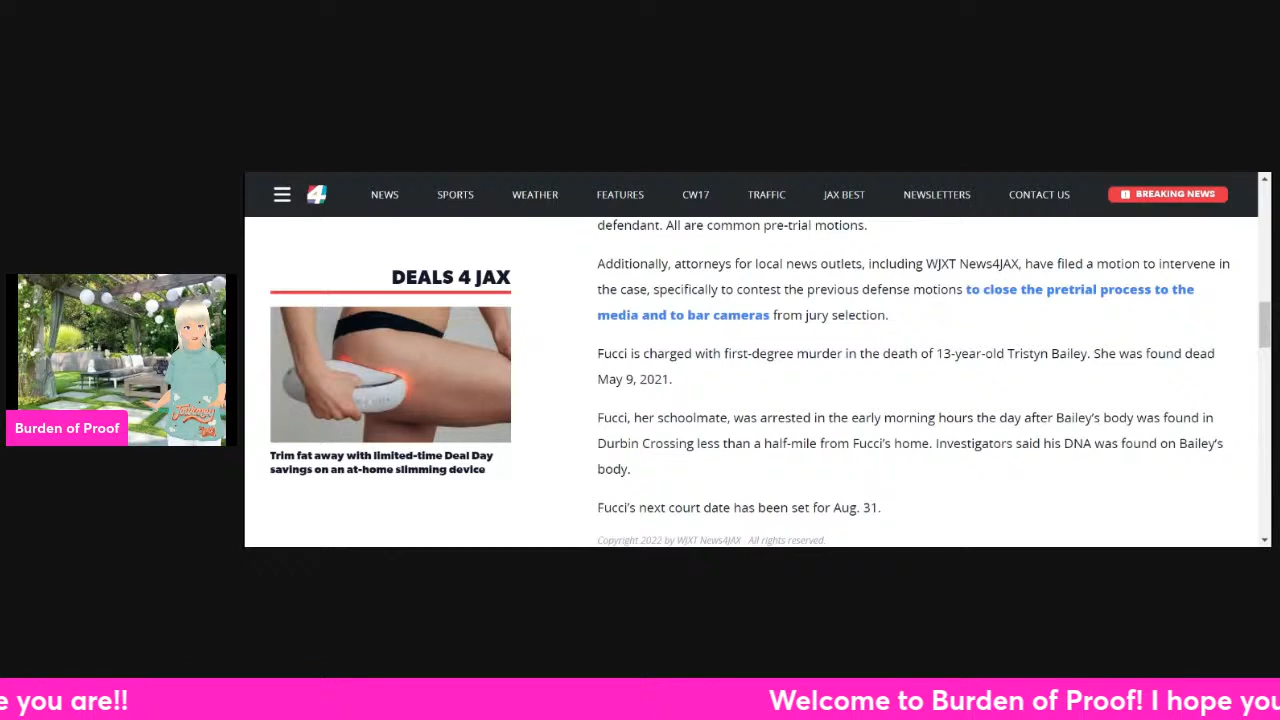 4 NEWS SPORTS WEATHER FEATURES CW17 TRAFFIC JAX BEST NEWSLETTERS CONTACT US BREAKING NEWS
defendant. All are common pre-trial motions.
Additionally, attorneys for local news outlets, including WJXT News4JAX, have filed a motion to intervene in
the case, specifically to contest the previous defense motions to close the pretrial process to the
media and to bar cameras from jury selection.
Fucci is charged with first-degree murder in the death of 13-year-old Tristyn Bailey. She was found dead
May 9, 2021.
Fucci, her schoolmate, was arrested in the early morning hours the day after Bailey's body was found in
Durbin Crossing less than a half-mile from Fucci's home. Investigators said his DNA was found on Bailey's
body.
Fucci's next court date has been set for Aug. 31.
Copyright 2022 by WJXT News4JAX - All rights reserved.
DEALS 4 JAX
Trim fat away with limited-time Deal Day
savings on an at-home slimming device
Burden of Proof
e you are!! Welcome to Burden of Proof! I hope you